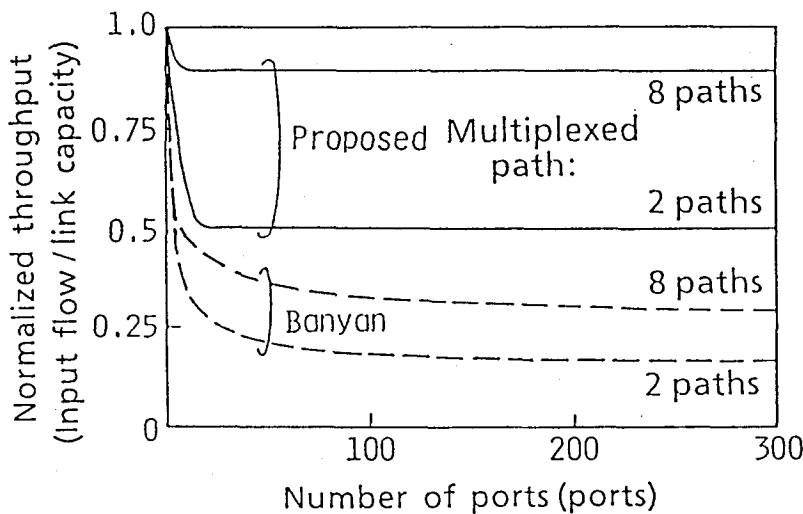 Normalized throughput
(Input flow/link capacity)
1.0
0.75
0.5
0.25
0
8 paths
Proposed
Multiplexed
path:
2 paths
8 paths
Banyan
2 paths
100
200
300
Number of ports (ports)